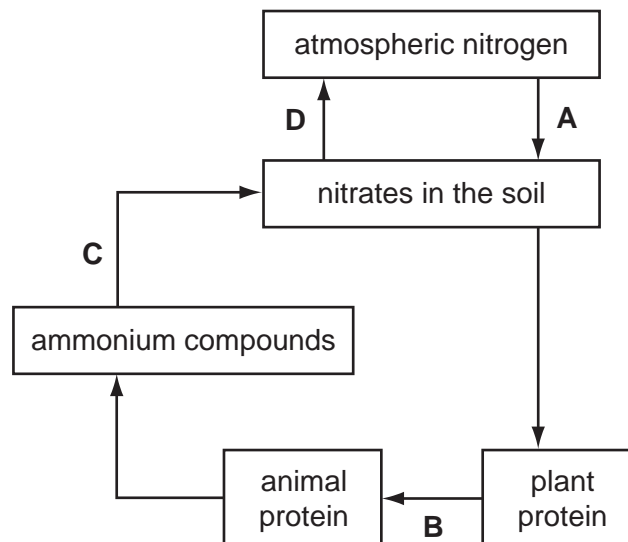 atmospheric nitrogen
D
A
nitrates in the soil
C
ammonium compounds
animal
protein
B
plant
protein